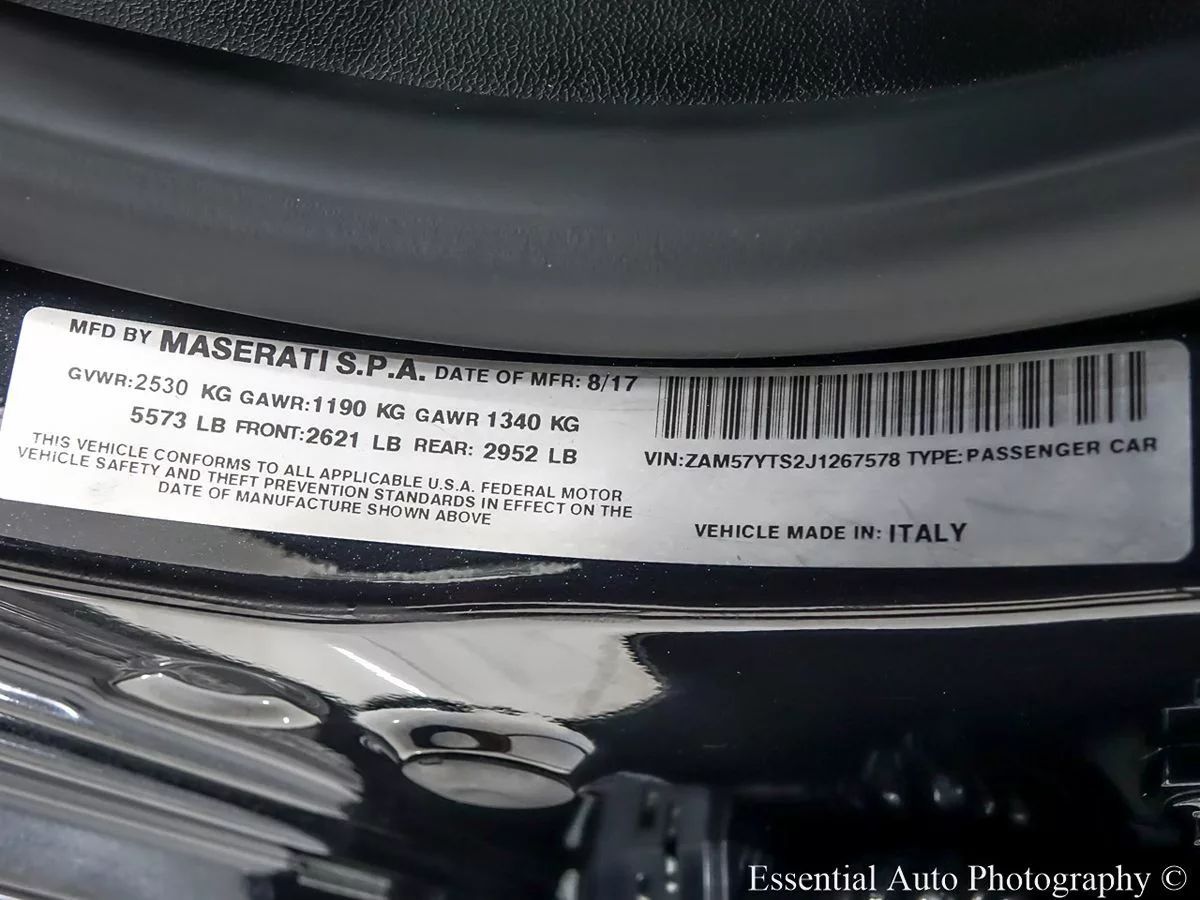 MFD BY MASERATI S.P.A. DATE OF MFR: 8/17
GVWR:2530 KG GAWR:1190 KG GAWR 1340 KG
5573 LB FRONT:2621 LB REAR: 2952 LB
THIS VEHICLE CONFORMS TO ALL APPLICABLE U.S.A. FEDERAL MOTOR
VEHICLE SAFETY AND THEFT PREVENTION STANDARDS IN EFFECT ON THE
DATE OF MANUFACTURE SHOWN ABOVE
VIN:ZAM57YTS2J1267578 TYPE:PASSENGER CAR
VEHICLE MADE IN: ITALY
Essential Auto Photography ©